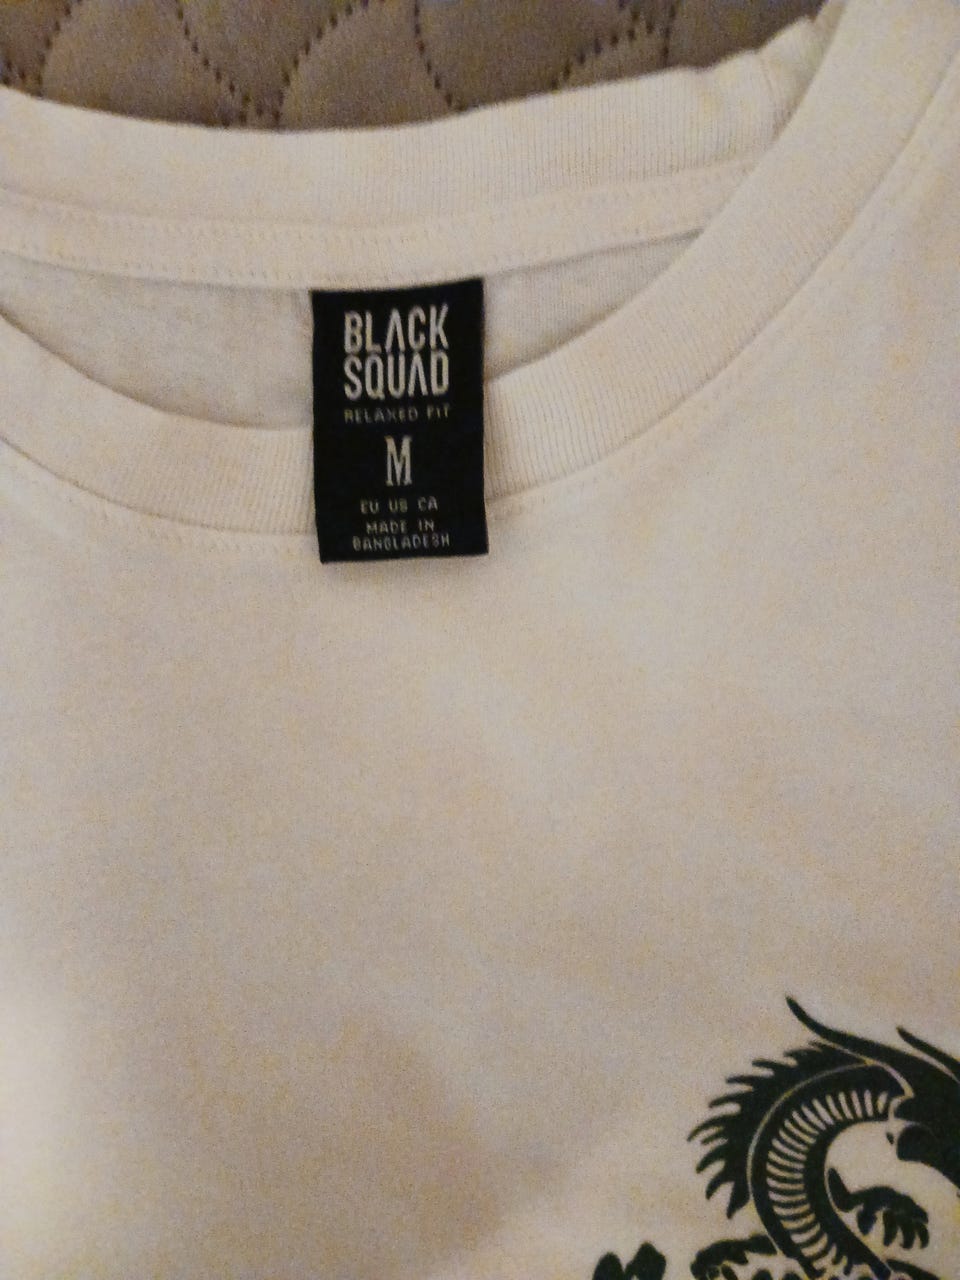 BLACK
SQUAD
RELAXED FIT
M
EU US CA
MADE IN
BANGLADESH